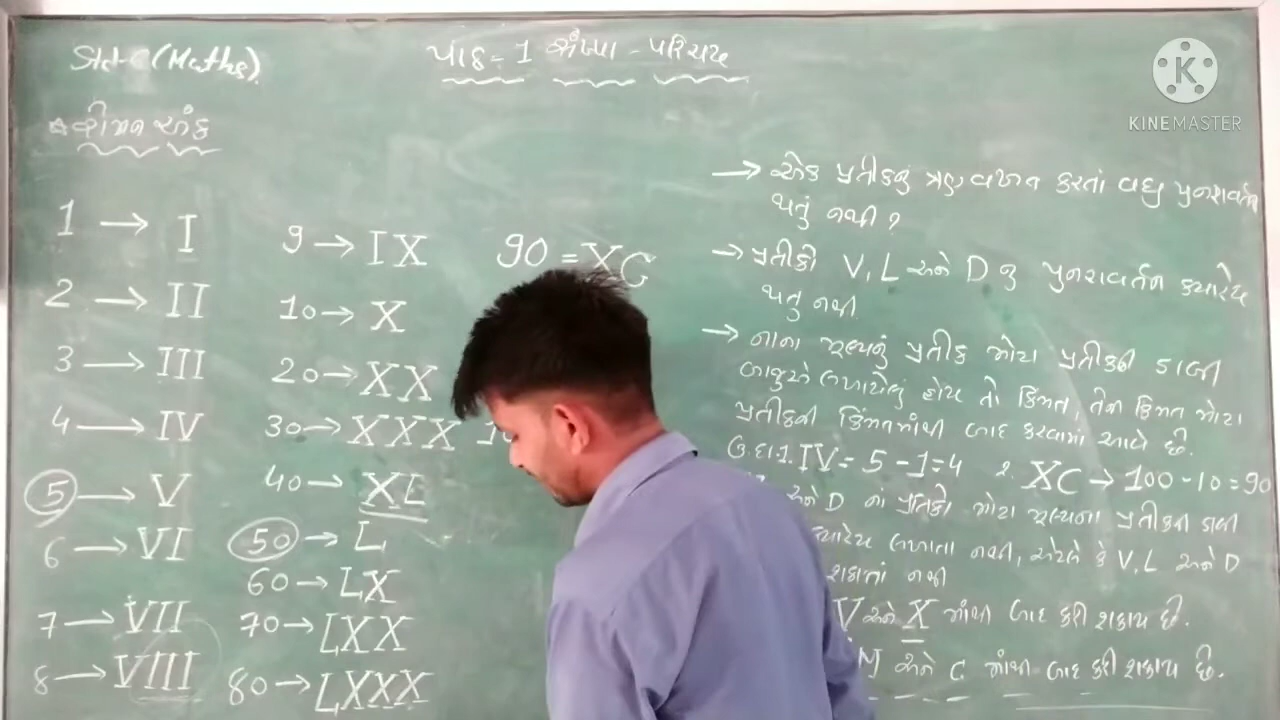 (Maths)
પાઠ-1 સંખ્યા-પરિચય
રોમન અંક
1 → I
2 → II
3 → III
4 → IV
5 → V
6 → VI
7 → VII
8 → VIII
9 → IX
10 → X
20 → XX
30 → XXX
40 → XL
50 → L
60 → LX
70 → LXX
80 → LXXX
90 = XC
→ એક પ્રતીકનું ત્રણ વખત કરતાં વધુ પુનરાવર્તન
થતું નથી?
→ પ્રતીકો V, L અને D નુ પુનરાવર્તન ક્યારેય
થતુ નથી.
→ નાના મૂલ્યનું પ્રતીક મોટા પ્રતીકની ડાબી
બાજુએ લખાયેલું હોય તો કિંમત, તેની કિંમત મોટા
પ્રતીકની કિંમતમાંથી બાદ કરવામાં આવે છે.
ઉ.દા.1. IV = 5 - 1 = 4 2. XC → 100 - 10 = 90
અને D નાં પ્રતિકો મોટા મૂલ્યના પ્રતીકની ડાબી
ક્યારેય લખાતા નથી, એટલે કે V, L અને D
શકાતાં નથી
V અને X માંથી બાદ કરી શકાય છે.
M અને C માંથી બાદ કરી શકાય છે.
KINEMASTER